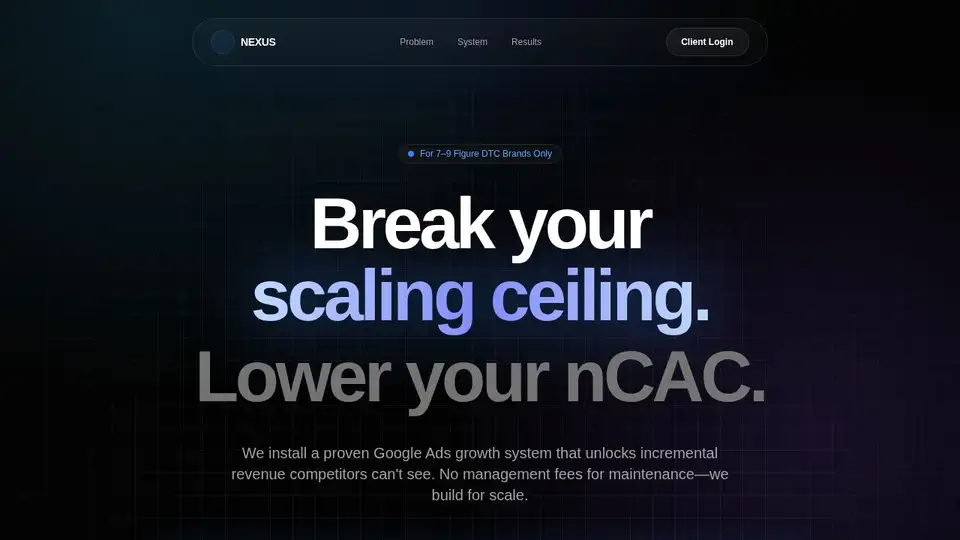 NEXUS
Problem
System
Results
Client Login
For 7–9 Figure DTC Brands Only
Break your
scaling ceiling.
Lower your nCAC.
We install a proven Google Ads growth system that unlocks incremental
revenue competitors can't see. No management fees for maintenance—we
build for scale.